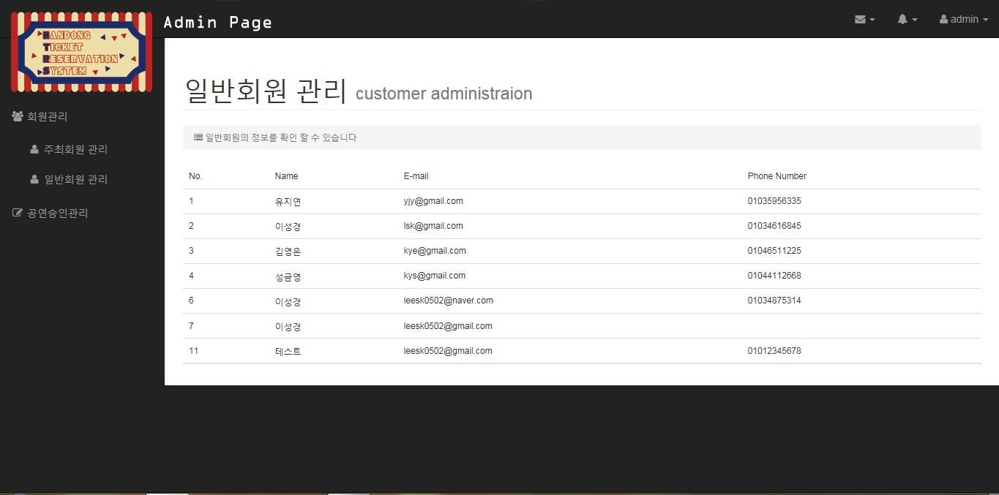 HANDONG
TICKET
RESERVATION
SYSTEM
Admin Page
admin
회원관리
주최회원 관리
일반회원 관리
공연승인관리
일반회원 관리 customer administraion
일반회원의 정보를 확인 할 수 있습니다
No. Name E-mail Phone Number
1 유지연 yjy@gmail.com 01035956335
2 이성경 lsk@gmail.com 01034616845
3 김영은 kye@gmail.com 01046511225
4 성금영 kys@gmail.com 01044112668
6 이성경 leesk0502@naver.com 01034875314
7 이성경 leesk0502@gmail.com
11 테스트 leesk0502@gmail.com 01012345678